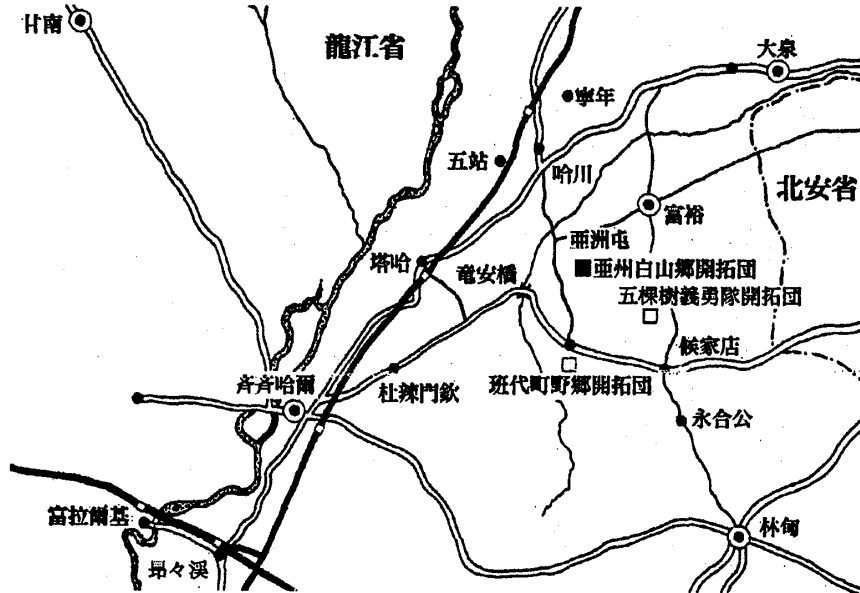 甘南
龍江省
大泉
寧年
五站
哈川
北安省
富裕
亜洲屯
塔哈
竜安橋
■亜州白山郷開拓団
五棵樹義勇隊開拓団
候家店
斉斉哈爾
杜辣門欽
班代町野郷開拓団
永合公
富拉爾基
林甸
昂々渓